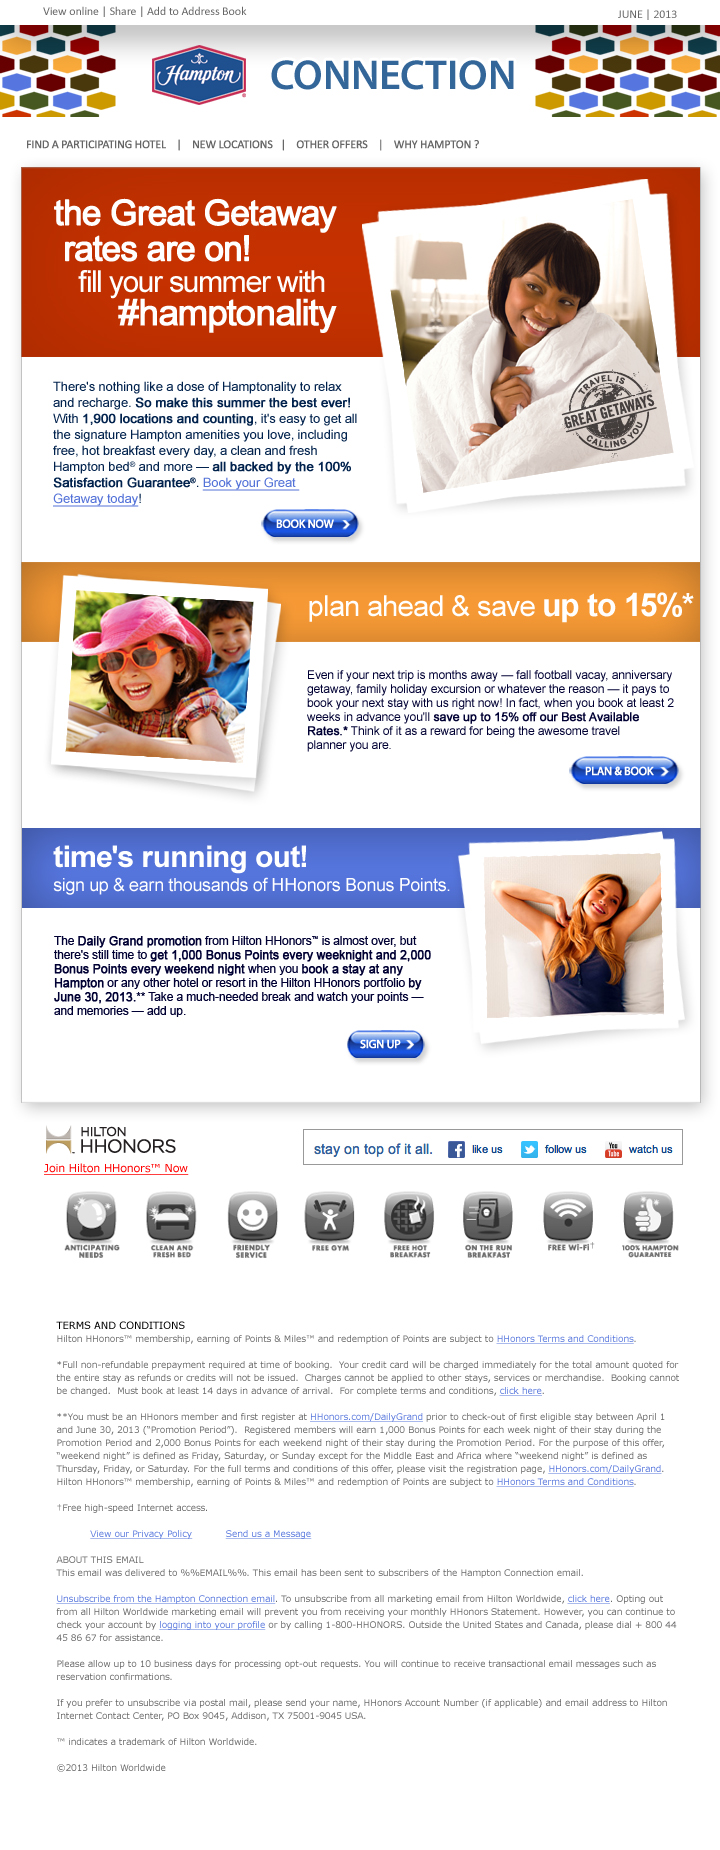 View online | Share | Add to Address Book
JUNE | 2013
Hampton
CONNECTION
FIND A PARTICIPATING HOTEL | NEW LOCATIONS | OTHER OFFERS | WHY HAMPTON ?
the Great Getaway
rates are on!
fill your summer with
#hamptonality
There's nothing like a dose of Hamptonality to relax
and recharge. So make this summer the best ever!
With 1,900 locations and counting, it's easy to get all
the signature Hampton amenities you love, including
free, hot breakfast every day, a clean and fresh
Hampton bed® and more — all backed by the 100%
Satisfaction Guarantee®. Book your Great
Getaway today!
TRAVEL IS
GREAT GETAWAYS
CALLING YOU
BOOK NOW
plan ahead & save up to 15%*
Even if your next trip is months away — fall football vacay, anniversary
getaway, family holiday excursion or whatever the reason — it pays to
book your next stay with us right now! In fact, when you book at least 2
weeks in advance you'll save up to 15% off our Best Available
Rates.* Think of it as a reward for being the awesome travel
planner you are.
PLAN & BOOK
time's running out!
sign up & earn thousands of HHonors Bonus Points.
The Daily Grand promotion from Hilton HHonors™ is almost over, but
there's still time to get 1,000 Bonus Points every weeknight and 2,000
Bonus Points every weekend night when you book a stay at any
Hampton or any other hotel or resort in the Hilton HHonors portfolio by
June 30, 2013.** Take a much-needed break and watch your points —
and memories — add up.
SIGN UP
HILTON
HHONORS
Join Hilton HHonors™ Now
stay on top of it all. like us follow us You Tube watch us
ANTICIPATING NEEDS
CLEAN AND FRESH BED
FRIENDLY SERVICE
FREE GYM
FREE HOT BREAKFAST
ON THE RUN BREAKFAST
FREE Wi-Fi†
100% HAMPTON GUARANTEE
TERMS AND CONDITIONS
Hilton HHonors™ membership, earning of Points & Miles™ and redemption of Points are subject to HHonors Terms and Conditions.
*Full non-refundable prepayment required at time of booking. Your credit card will be charged immediately for the total amount quoted for
the entire stay as refunds or credits will not be issued. Charges cannot be applied to other stays, services or merchandise. Booking cannot
be changed. Must book at least 14 days in advance of arrival. For complete terms and conditions, click here.
**You must be an HHonors member and first register at HHonors.com/DailyGrand prior to check-out of first eligible stay between April 1
and June 30, 2013 (“Promotion Period”). Registered members will earn 1,000 Bonus Points for each week night of their stay during the
Promotion Period and 2,000 Bonus Points for each weekend night of their stay during the Promotion Period. For the purpose of this offer,
“weekend night” is defined as Friday, Saturday, or Sunday except for the Middle East and Africa where “weekend night” is defined as
Thursday, Friday, or Saturday. For the full terms and conditions of this offer, please visit the registration page, HHonors.com/DailyGrand.
Hilton HHonors™ membership, earning of Points & Miles™ and redemption of Points are subject to HHonors Terms and Conditions.
†Free high-speed Internet access.
View our Privacy Policy Send us a Message
ABOUT THIS EMAIL
This email was delivered to %%EMAIL%%. This email has been sent to subscribers of the Hampton Connection email.
Unsubscribe from the Hampton Connection email. To unsubscribe from all marketing email from Hilton Worldwide, click here. Opting out
from all Hilton Worldwide marketing email will prevent you from receiving your monthly HHonors Statement. However, you can continue to
check your account by logging into your profile or by calling 1-800-HHONORS. Outside the United States and Canada, please dial + 800 44
45 86 67 for assistance.
Please allow up to 10 business days for processing opt-out requests. You will continue to receive transactional email messages such as
reservation confirmations.
If you prefer to unsubscribe via postal mail, please send your name, HHonors Account Number (if applicable) and email address to Hilton
Internet Contact Center, PO Box 9045, Addison, TX 75001-9045 USA.
™ indicates a trademark of Hilton Worldwide.
©2013 Hilton Worldwide